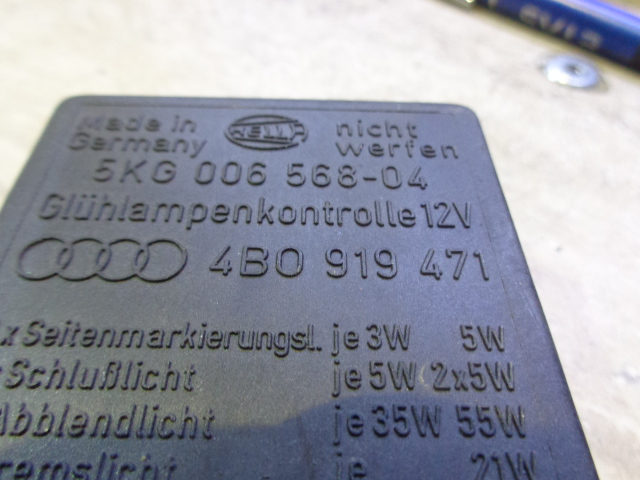 Made in Germany HELLA nicht werfen
5KG 006 568-04
Glühlampenkontrolle 12V
4B0 919 471
x Seitenmarkierungsl. je 3W 5W
Schlußlicht je 5W 2x5W
Abblendlicht je 35W 55W
remslicht je 21W